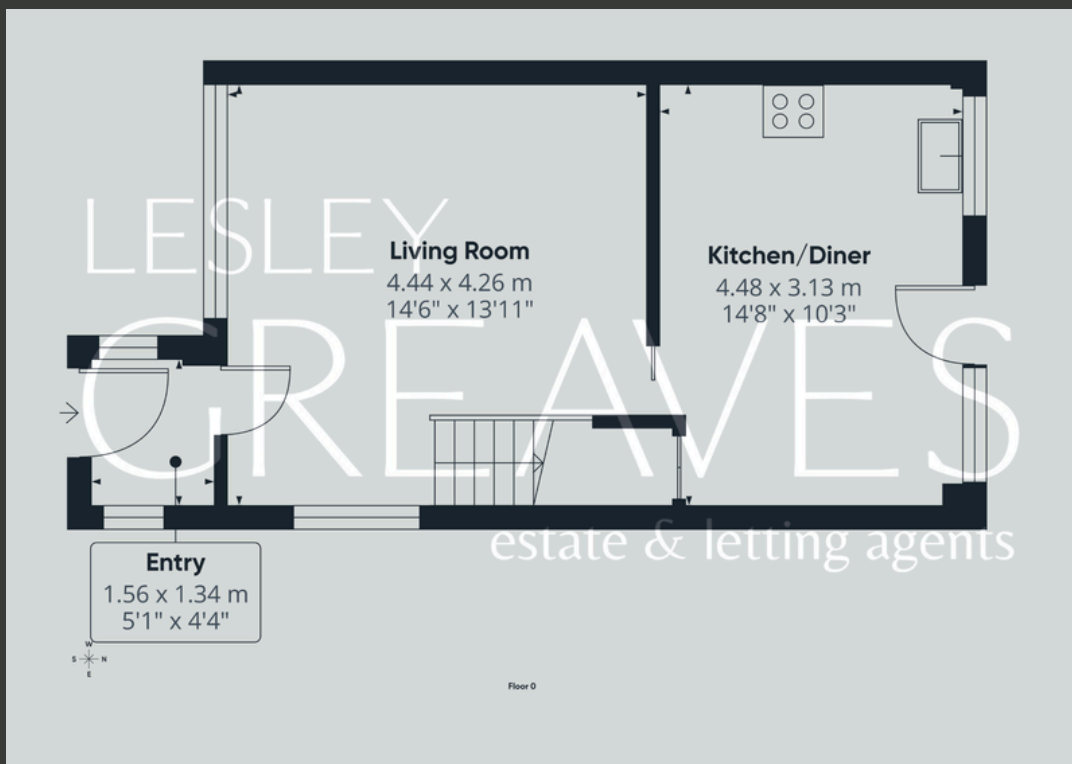 LESLEY
GREAVES
estate & letting agents
Living Room
4.44 x 4.26 m
14'6" x 13'11"
Kitchen/Diner
4.48 x 3.13 m
14'8" x 10'3"
Entry
1.56 x 1.34 m
5'1" x 4'4"
W
S N
E
Floor 0